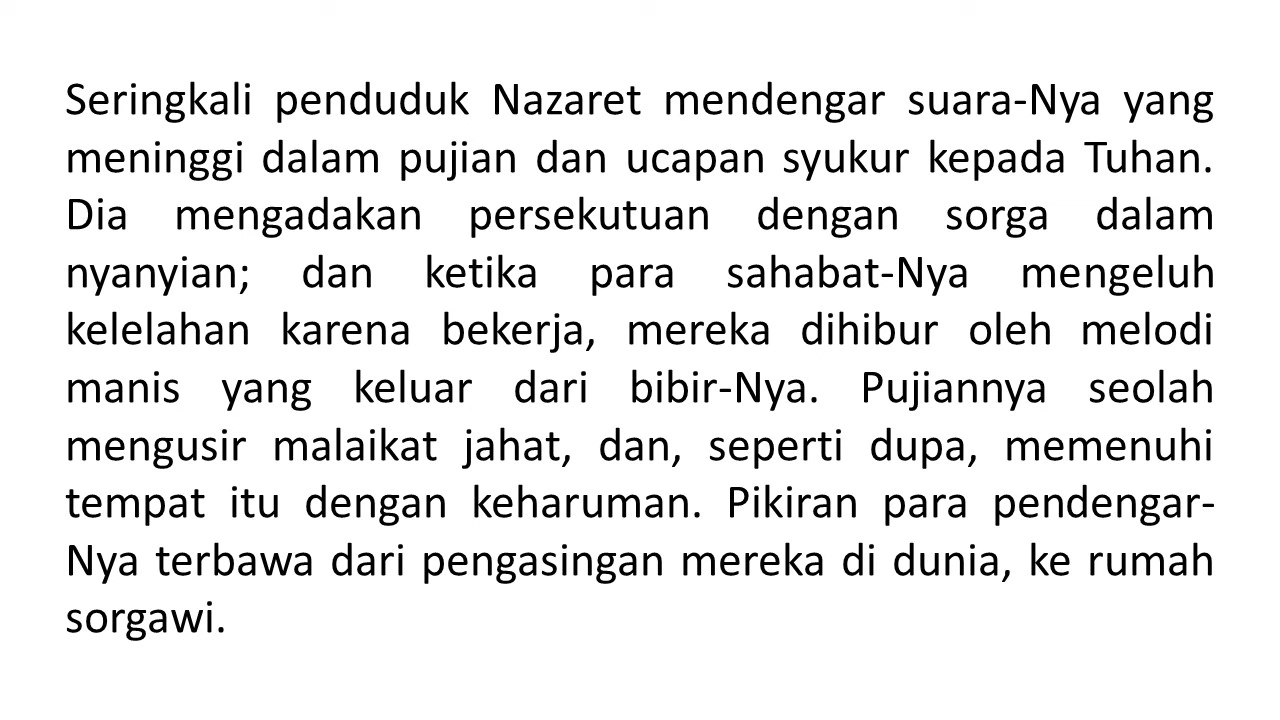 Seringkali penduduk Nazaret mendengar suara-Nya yang
meninggi dalam pujian dan ucapan syukur kepada Tuhan.
Dia mengadakan persekutuan dengan sorga dalam
nyanyian; dan ketika para sahabat-Nya mengeluh
kelelahan karena bekerja, mereka dihibur oleh melodi
manis yang keluar dari bibir-Nya. Pujiannya seolah
mengusir malaikat jahat, dan, seperti dupa, memenuhi
tempat itu dengan keharuman. Pikiran para pendengar-
Nya terbawa dari pengasingan mereka di dunia, ke rumah
sorgawi.